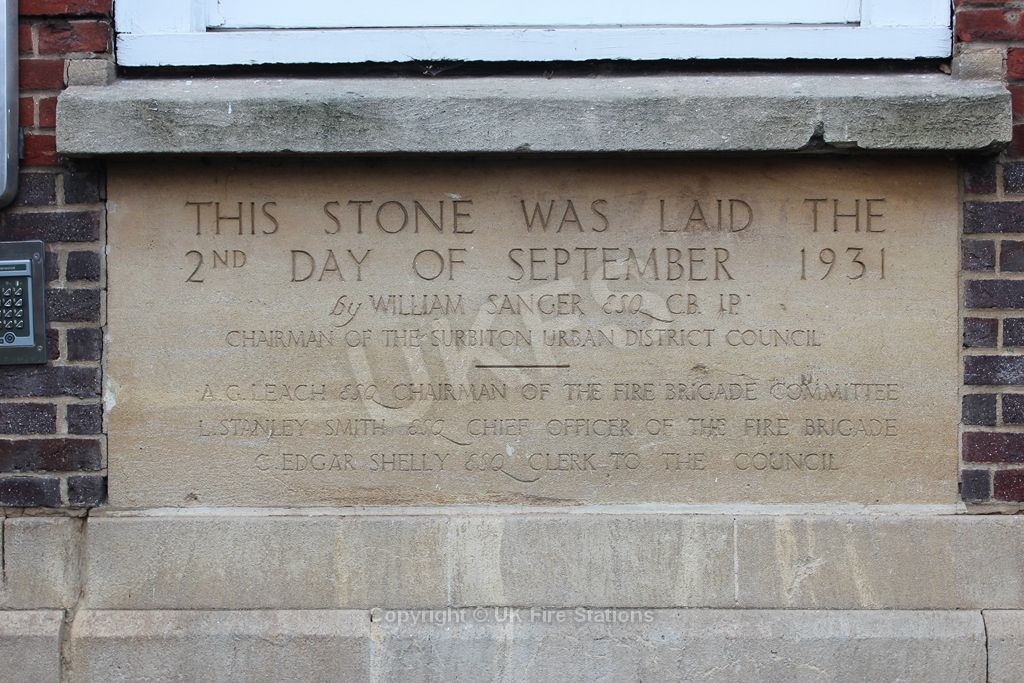 THIS STONE WAS LAID THE
2ND DAY OF SEPTEMBER 1931
by WILLIAM SANGER ESQ C.B. J.P.
CHAIRMAN OF THE SURBITON URBAN DISTRICT COUNCIL
A.G. LEACH ESQ CHAIRMAN OF THE FIRE BRIGADE COMMITTEE
L. STANLEY SMITH ESQ CHIEF OFFICER OF THE FIRE BRIGADE
C. EDGAR SHELLY ESQ CLERK TO THE COUNCIL
UKFS
Copyright © UK Fire Stations